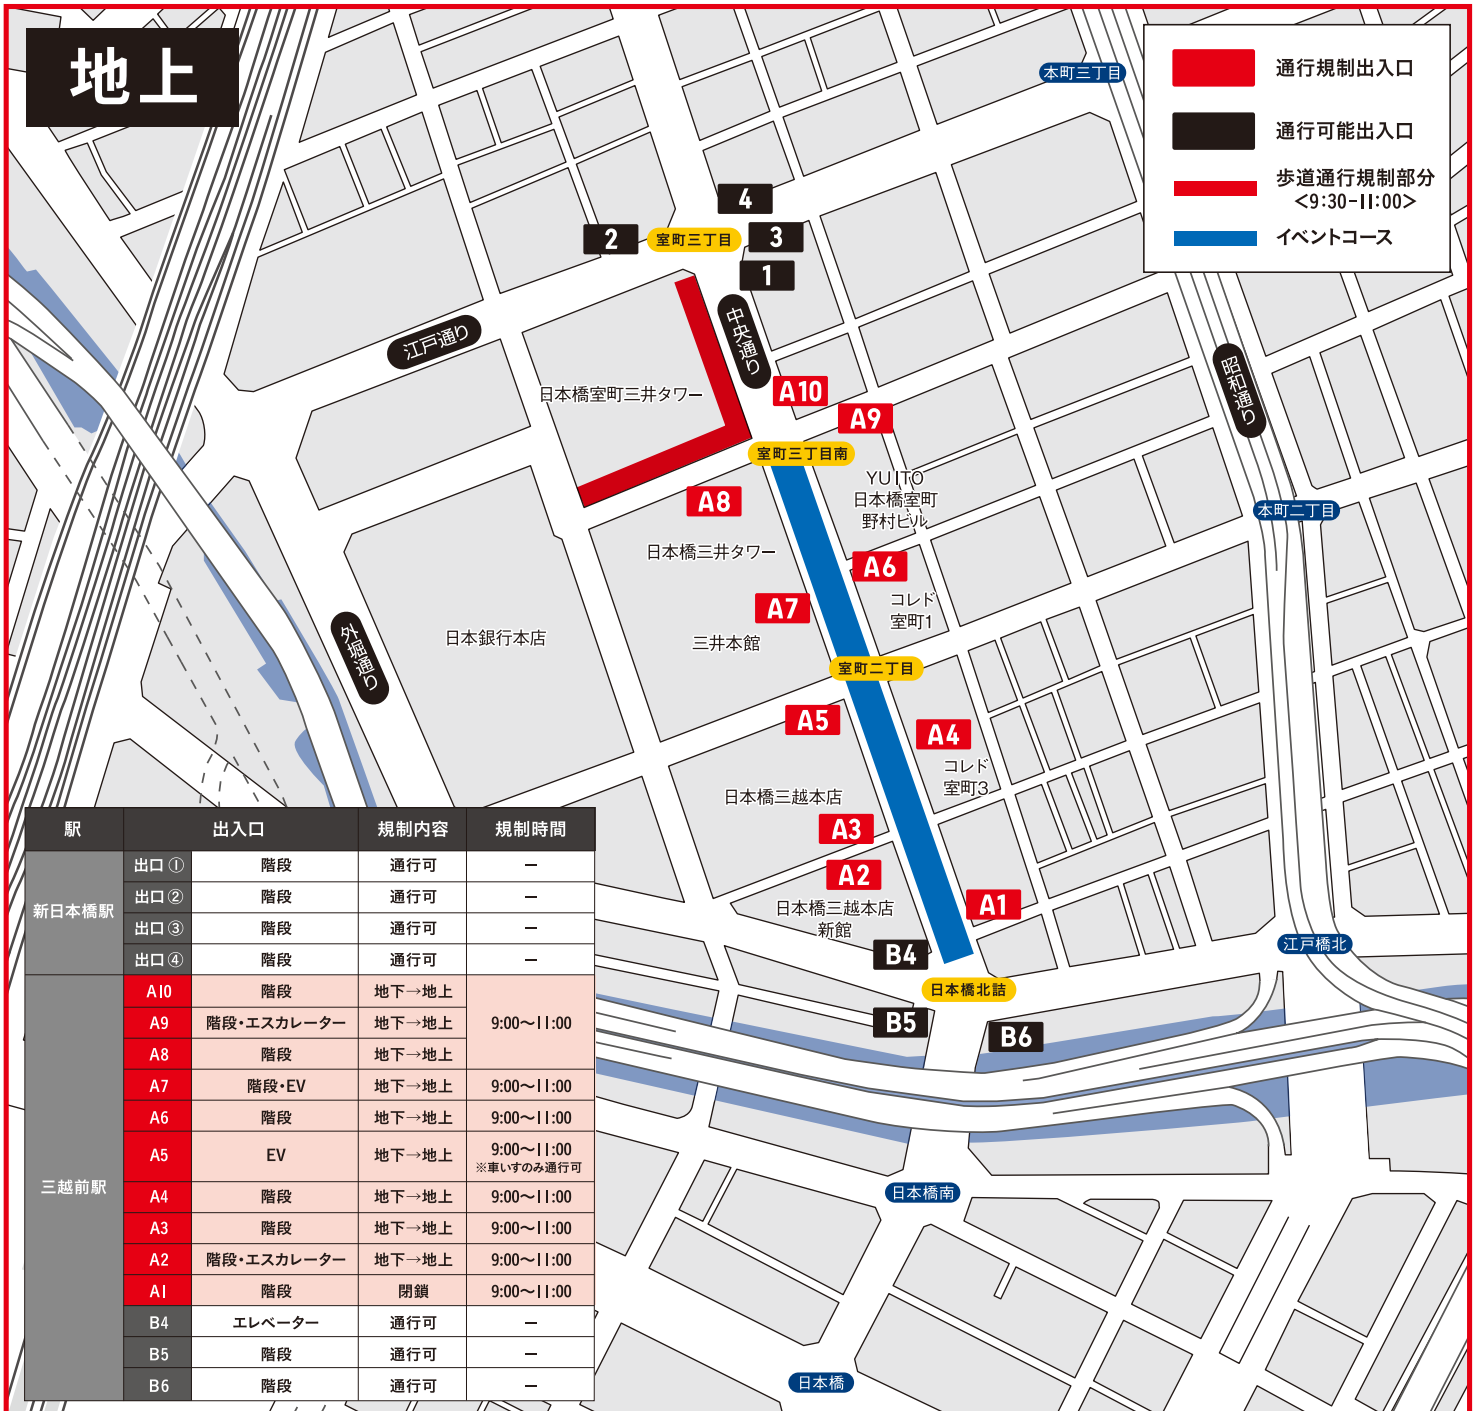 地上
通行規制出入口
通行可能出入口
歩道通行規制部分
<9:30-11:00>
イベントコース
本町三丁目
4
2
室町三丁目
3
1
中央通り
江戸通り
昭和通り
日本橋室町三井タワー
A10
A9
室町三丁目南
YUITO
日本橋室町
野村ビル
A8
本町二丁目
日本橋三井タワー
A6
コレド
室町1
A7
外堀通り
日本銀行本店
三井本館
室町二丁目
A5
A4
コレド
室町3
日本橋三越本店
A3
A2
日本橋三越本店
新館
A1
B4
江戸橋北
日本橋北詰
B5
B6
日本橋南
日本橋
駅 出入口 規制内容 規制時間
新日本橋駅
出口① 階段 通行可 ー
出口② 階段 通行可 ー
出口③ 階段 通行可 ー
出口④ 階段 通行可 ー
三越前駅
A10 階段 地下→地上
A9 階段・エスカレーター 地下→地上 9:00〜11:00
A8 階段 地下→地上
A7 階段・EV 地下→地上 9:00〜11:00
A6 階段 地下→地上 9:00〜11:00
A5 EV 地下→地上 9:00〜11:00
※車いすのみ通行可
A4 階段 地下→地上 9:00〜11:00
A3 階段 地下→地上 9:00〜11:00
A2 階段・エスカレーター 地下→地上 9:00〜11:00
A1 階段 閉鎖 9:00〜11:00
B4 エレベーター 通行可 ー
B5 階段 通行可 ー
B6 階段 通行可 ー